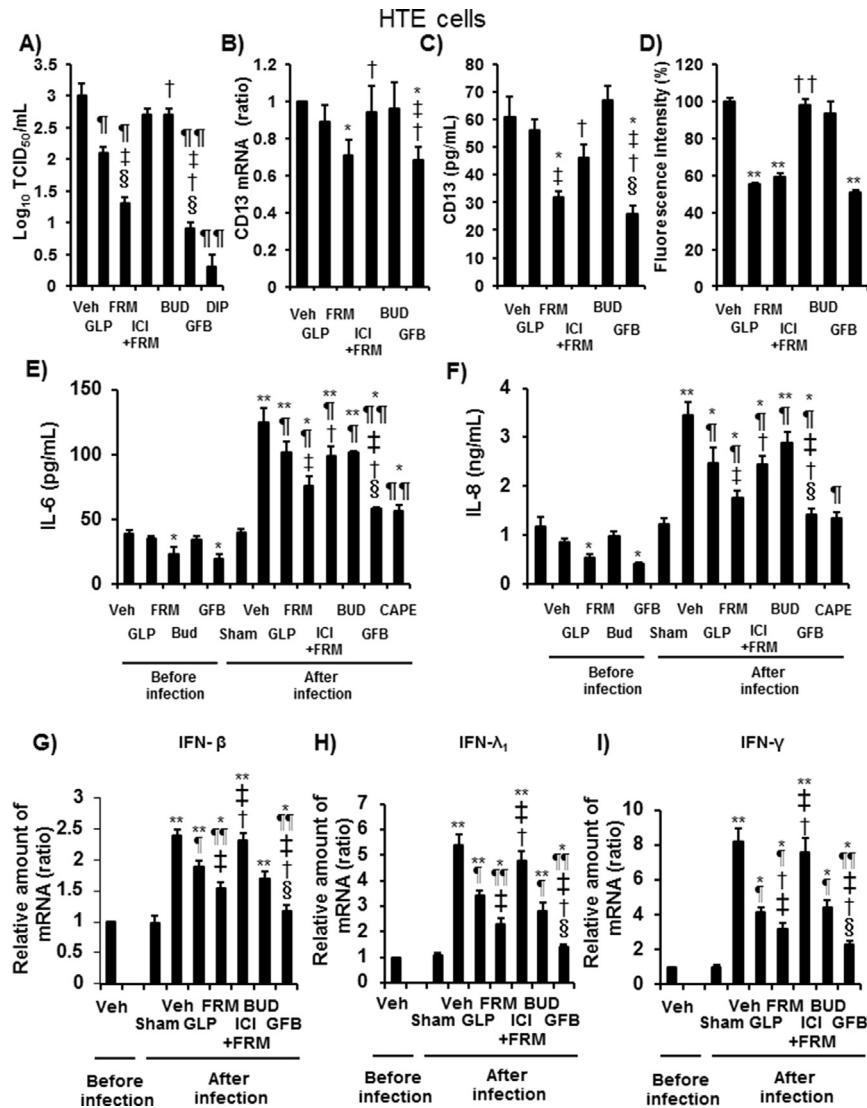 HTE cells
A)
Log10 TCID50/mL
3.5
3
2.5
2
1.5
1
0.5
0
¶
¶
‡
§
†
¶¶
‡
†
§
¶¶
Veh FRM BUD DIP
GLP ICI GFB
+FRM
B)
CD13 mRNA (ratio)
1.2
1
0.8
0.6
0.4
0.2
0
*
†
*
‡
†
Veh FRM BUD
GLP ICI GFB
+FRM
C)
CD13 (pg/mL)
80
70
60
50
40
30
20
10
0
*
‡
†
*
‡
†
§
Veh FRM BUD
GLP ICI GFB
+FRM
D)
Fluorescence Intensity (%)
120
100
80
60
40
20
0
**
**
††
**
Veh FRM BUD
GLP ICI GFB
+FRM
E)
IL-6 (pg/mL)
150
100
50
0
*
*
**
**
¶
*
¶
‡
**
¶
†
**
¶
*
¶¶
‡
†
§
*
¶¶
Veh FRM GFB Veh FRM BUD CAPE
GLP Bud Sham GLP ICI GFB
+FRM
Before infection
After infection
F)
IL-8 (ng/mL)
4
3
2
1
0
*
*
**
*
¶
*
¶
‡
*
¶
†
**
¶
*
¶
‡
†
§
¶
Veh FRM GFB Veh FRM BUD CAPE
GLP Bud Sham GLP ICI GFB
+FRM
Before infection
After infection
G)
IFN- β
Relative amount of
mRNA (ratio)
3
2.5
2
1.5
1
0.5
0
**
**
¶
*
¶¶
‡
**
‡
†
**
*
¶¶
‡
†
§
Veh Veh FRM BUD
Sham GLP ICI GFB
+FRM
Before infection
After infection
H)
IFN-λ1
Relative amount of
mRNA (ratio)
7
6
5
4
3
2
1
0
**
**
¶
*
¶¶
‡
**
‡
†
**
¶
*
¶¶
‡
†
§
Veh Veh FRM BUD
Sham GLP ICI GFB
+FRM
Before infection
After infection
I)
IFN-γ
Relative amount of
mRNA (ratio)
10
8
6
4
2
0
**
*
¶
*
¶
†
‡
**
‡
†
*
¶
*
¶¶
‡
†
§
Veh Veh FRM BUD
Sham GLP ICI GFB
+FRM
Before infection
After infection